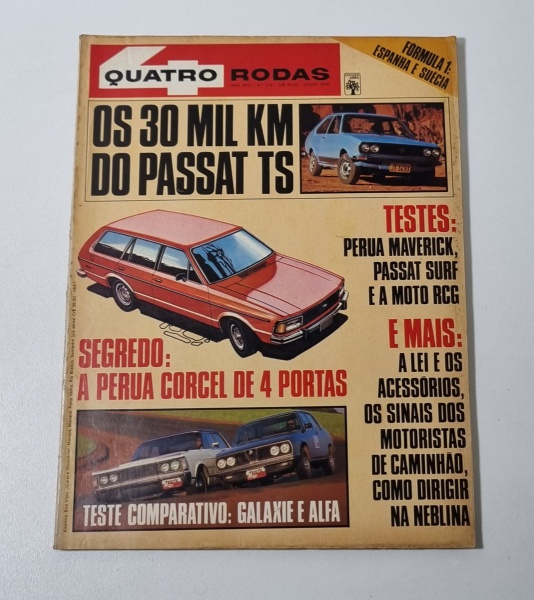 FORMULA 1:
ESPANHA E SUECIA
QUATRO RODAS
OS 30 MIL KM
DO PASSAT TS
TESTES:
PERUA MAVERICK,
PASSAT SURF
E A MOTO RCG
SEGREDO:
A PERUA CORCEL DE 4 PORTAS
E MAIS:
A LEI E OS
ACESSÓRIOS,
OS SINAIS DOS
MOTORISTAS
DE CAMINHÃO,
COMO DIRIGIR
NA NEBLINA
TESTE COMPARATIVO: GALAXIE E ALFA